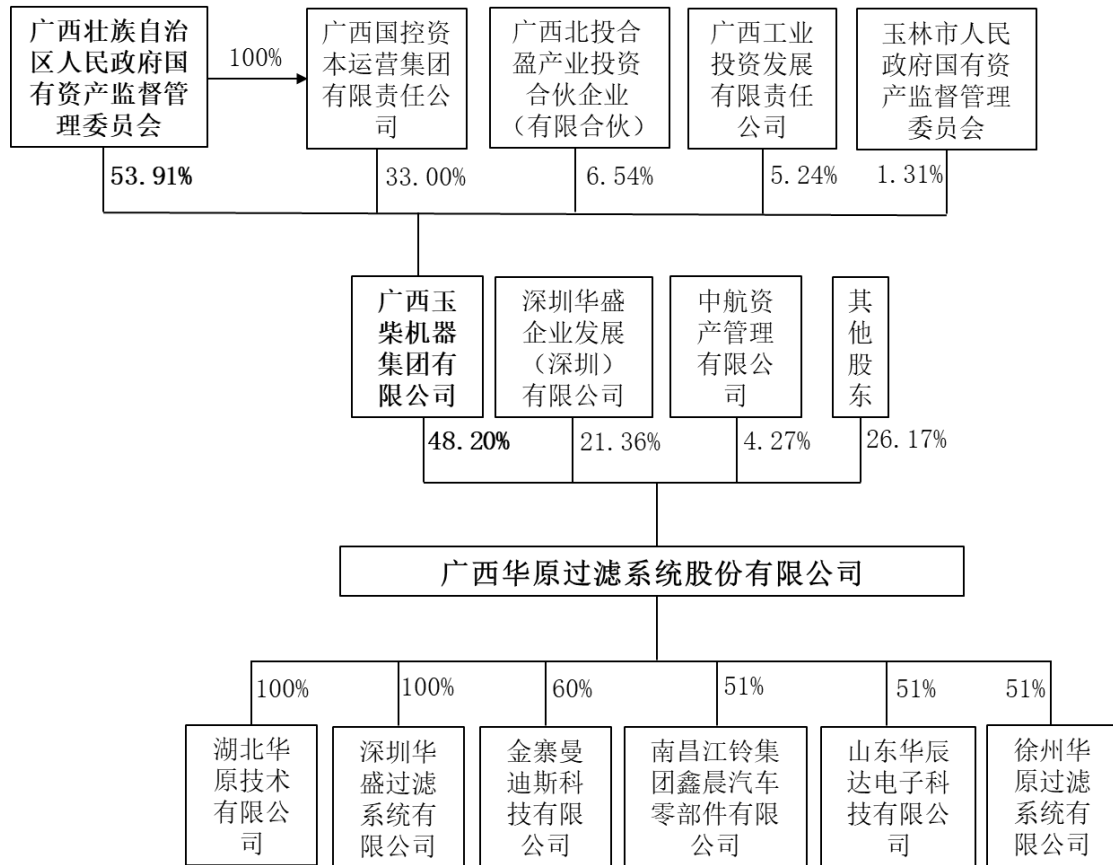 广西壮族自治
区人民政府国
有资产监督管
理委员会
100%
广西国控资
本运营集团
有限责任公
司
广西北投合
盈产业投资
合伙企业
（有限合伙）
广西工业
投资发展
有限责任
公司
玉林市人民
政府国有资
产监督管理
委员会
53.91%
33.00%
6.54%
5.24%
1.31%
广西玉
柴机器
集团有
限公司
深圳华盛
企业发展
（深圳）
有限公司
中航资
产管理
有限公
司
其
他
股
东
48.20%
21.36%
4.27%
26.17%
广西华原过滤系统股份有限公司
100%
100%
60%
51%
51%
51%
湖北华
原技术
有限公
司
深圳华
盛过滤
系统有
限公司
金寨曼
迪斯科
技有限
公司
南昌江铃集
团鑫晨汽车
零部件有限
公司
山东华辰
达电子科
技有限公
司
徐州华
原过滤
系统有
限公司